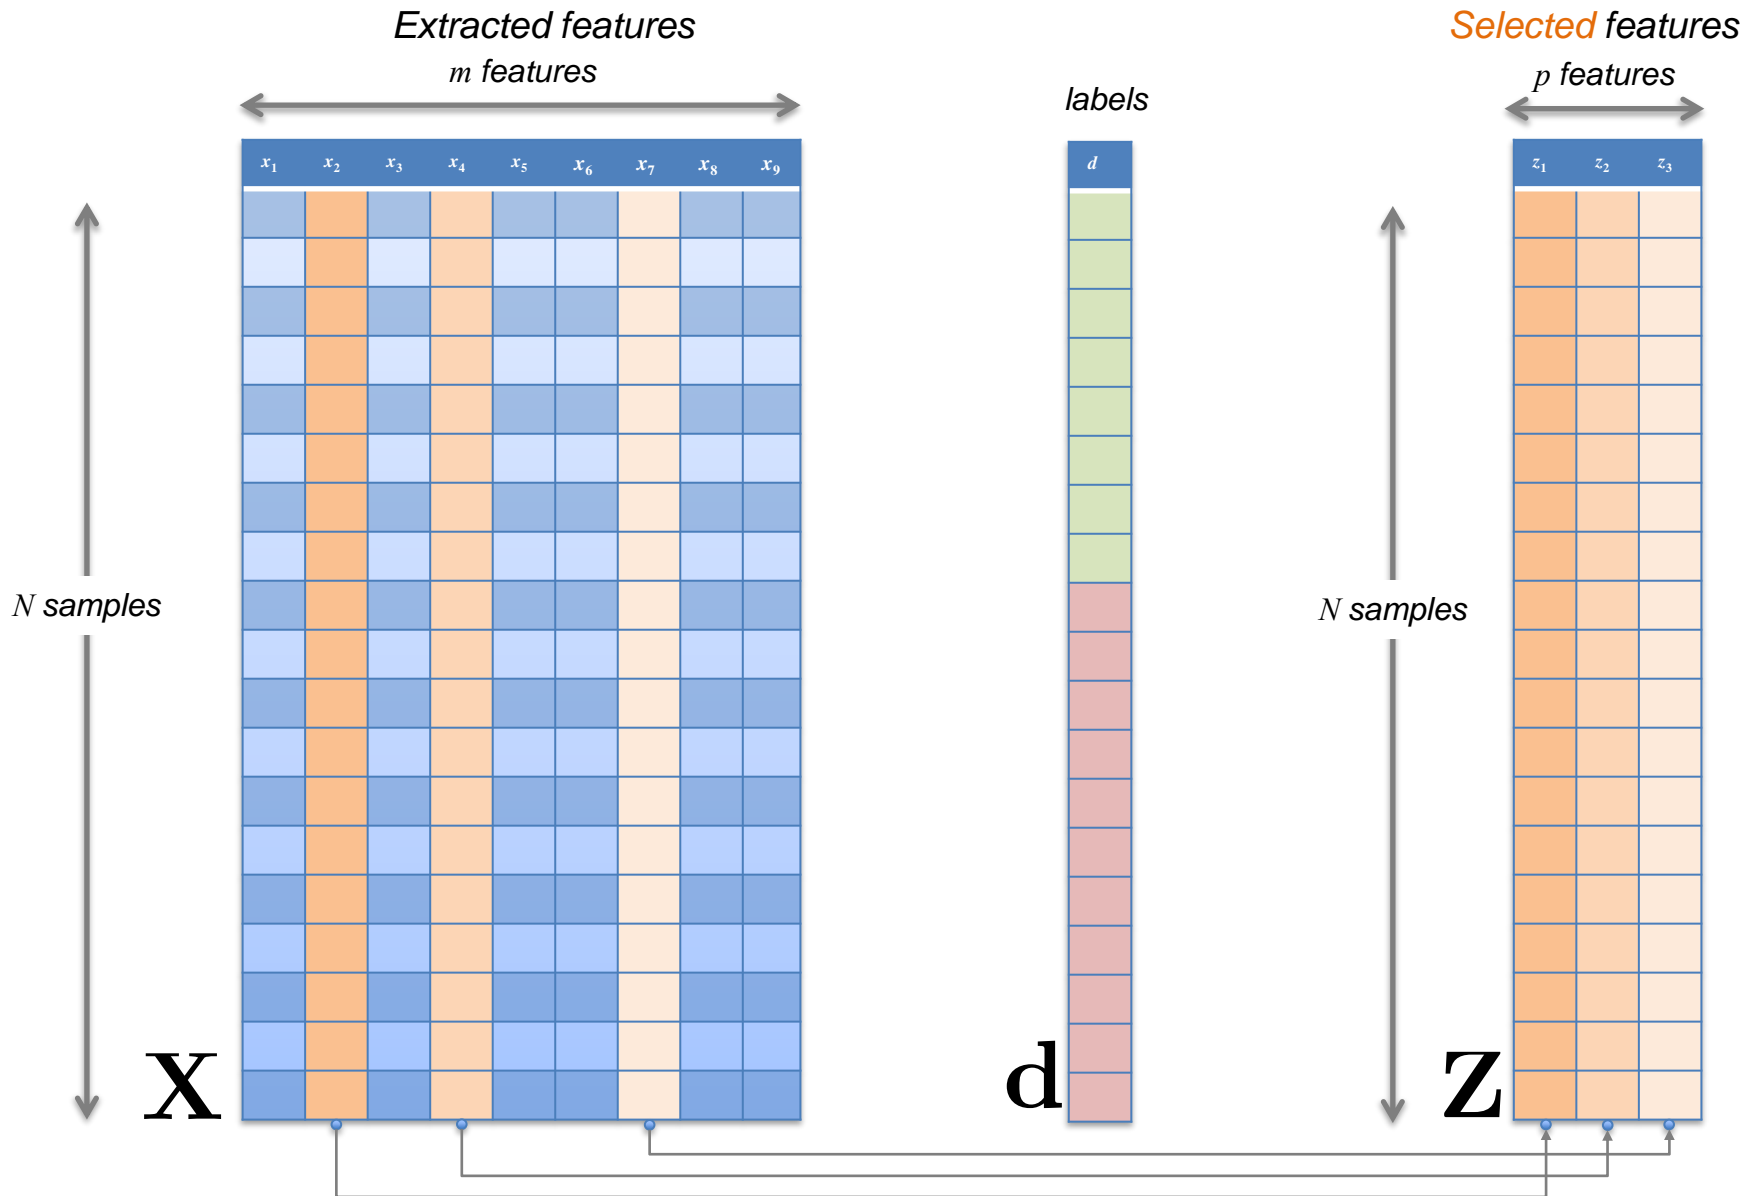 Extracted features
m features
x₁ x₂ x₃ x₄ x₅ x₆ x₇ x₈ x₉
N samples
X
labels
d
d
Selected features
p features
z₁ z₂ z₃
N samples
Z